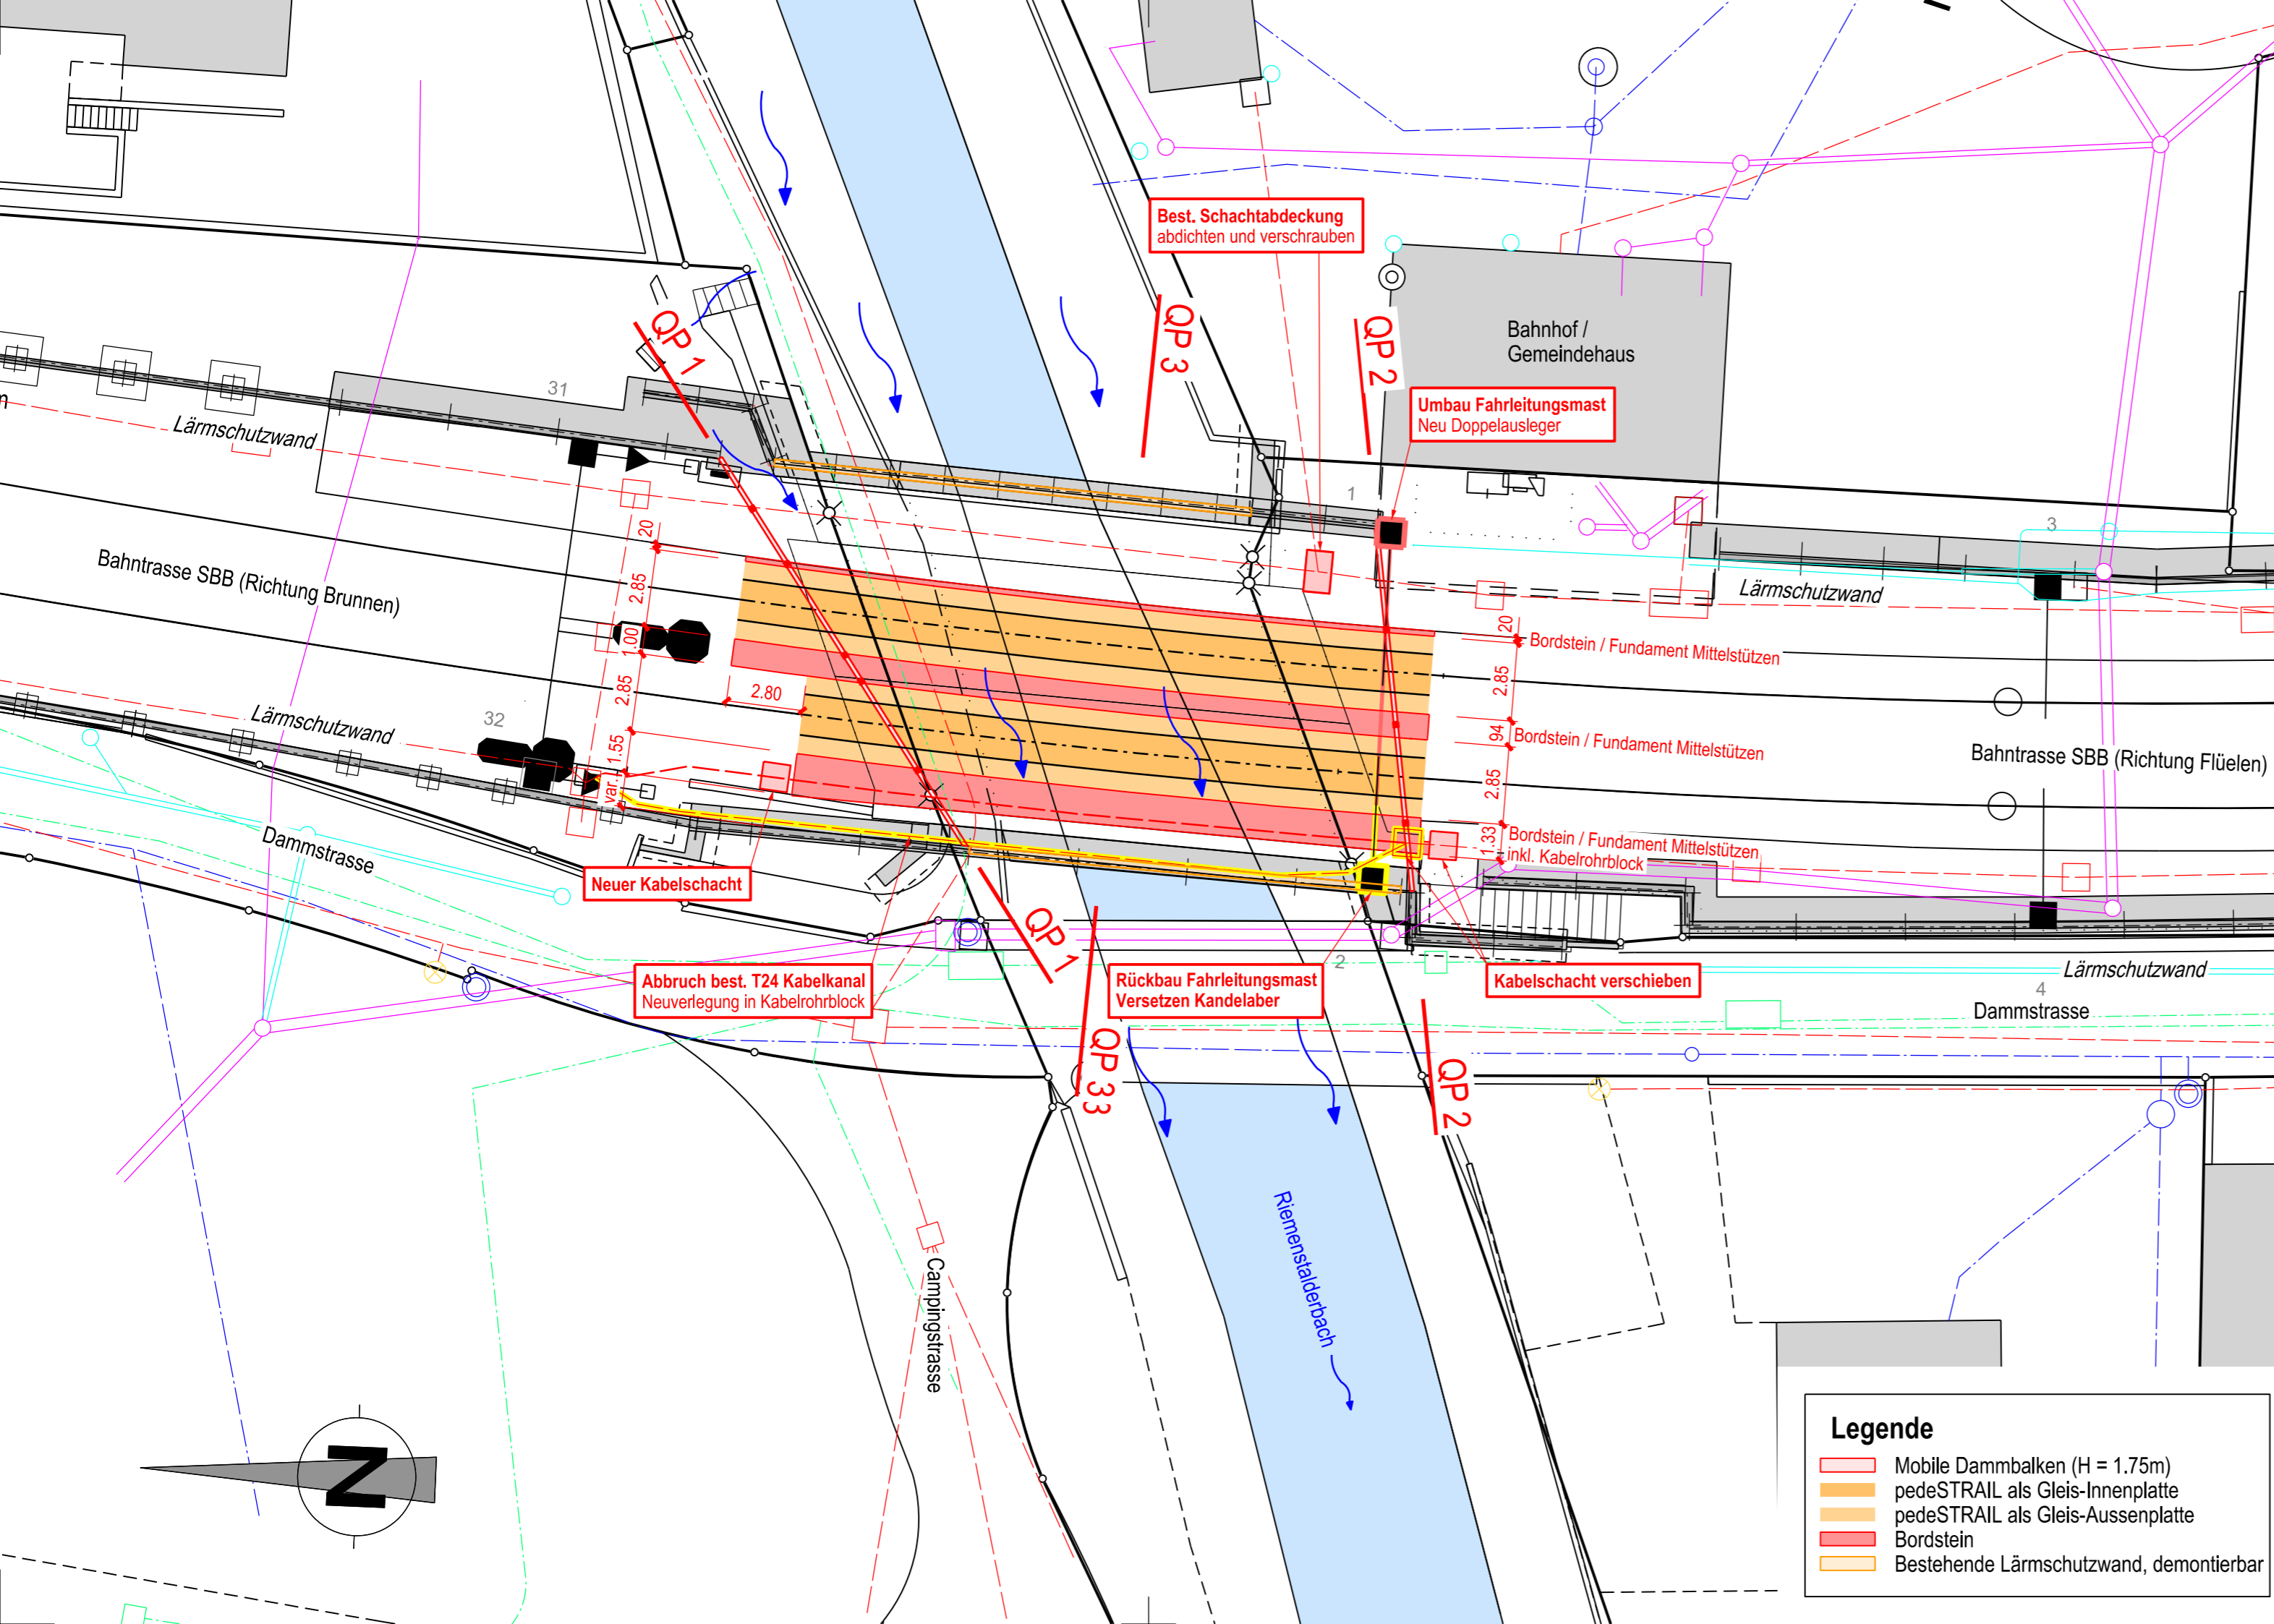 Best. Schachtabdeckung
abdichten und verschrauben
QP 1
QP 3
QP 2
Bahnhof /
Gemeindehaus
Umbau Fahrleitungsmast
Neu Doppelausleger
31
Lärmschutzwand
1
3
Lärmschutzwand
Bahntrasse SBB (Richtung Brunnen)
20
2.85
1.00
2.85
1.55
var.
2.80
20
2.85
94
2.85
1.33
Bordstein / Fundament Mittelstützen
Bordstein / Fundament Mittelstützen
Bordstein / Fundament Mittelstützen
inkl. Kabelrohrblock
Bahntrasse SBB (Richtung Flüelen)
32
Lärmschutzwand
Dammstrasse
Neuer Kabelschacht
QP 1
Abbruch best. T24 Kabelkanal
Neuverlegung in Kabelrohrblock
Rückbau Fahrleitungsmast
Versetzen Kandelaber
2
Kabelschacht verschieben
Lärmschutzwand
4
Dammstrasse
QP 3
3
QP 2
Riemenstalderbach
Campingstrasse
N
Legende
Mobile Dammbalken (H = 1.75m)
pedeSTRAIL als Gleis-Innenplatte
pedeSTRAIL als Gleis-Aussenplatte
Bordstein
Bestehende Lärmschutzwand, demontierbar